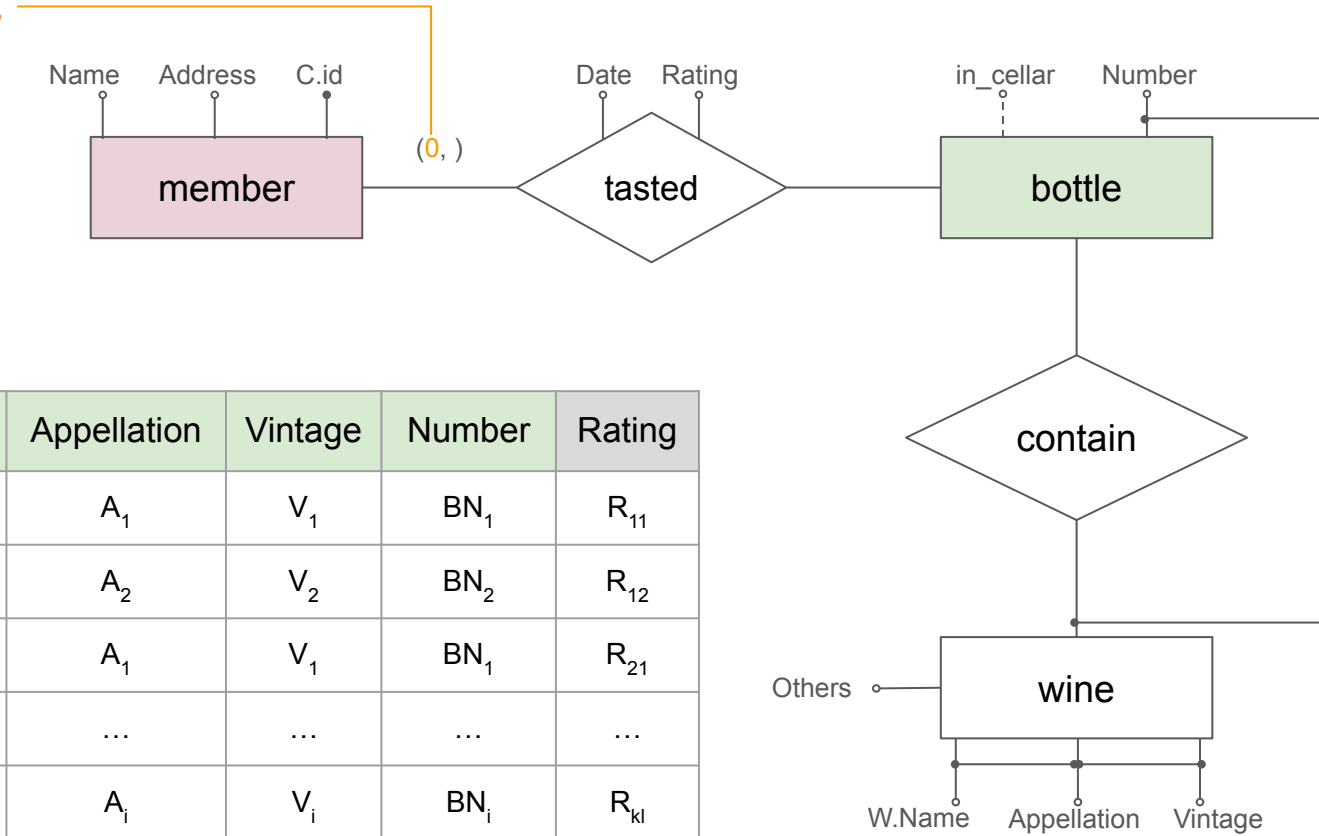 Name Address C.id
Date Rating
in_cellar Number
(0, )
member
tasted
bottle
contain
Appellation Vintage Number Rating
A1 V1 BN1 R11
A2 V2 BN2 R12
A1 V1 BN1 R21
… … … …
Ai Vi BNi Rkl
Others
wine
W.Name Appellation Vintage